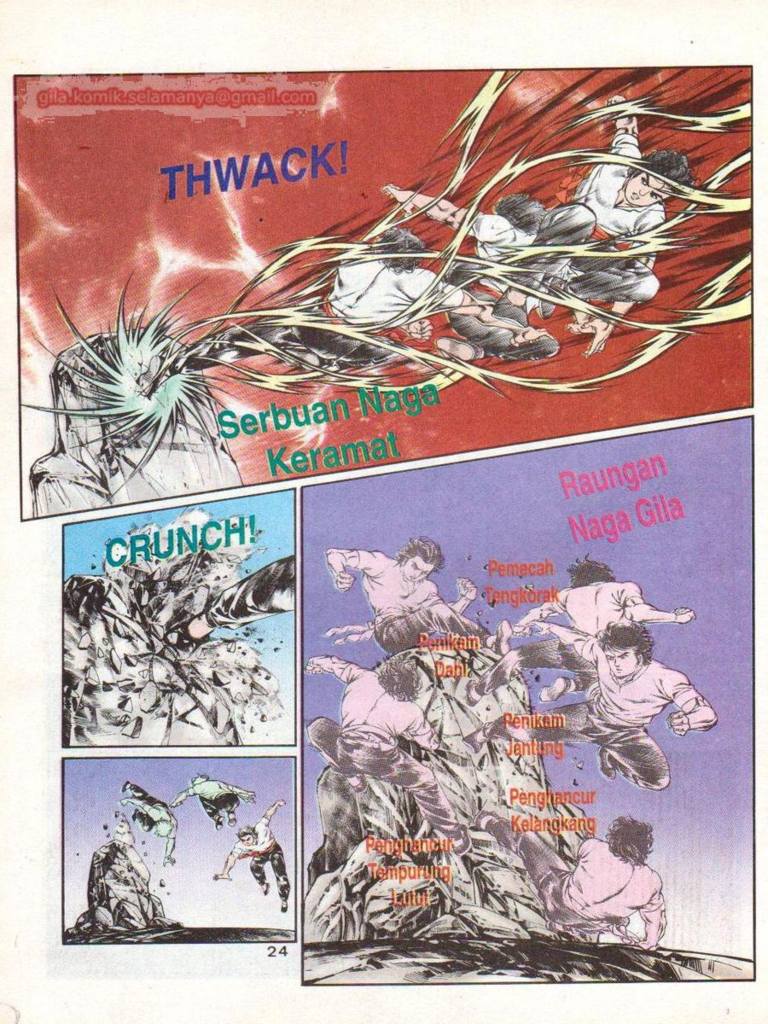 gila.komik.selamanya@gmail.com
THWACK!
Serbuan Naga
Keramat
CRUNCH!
Raungan
Naga Gila
Pemecah
Tengkorak
Penikam
Dahi
Penikam
Jantung
Penghancur
Kelangkang
Penghancur
Tempurung
Lutut
24